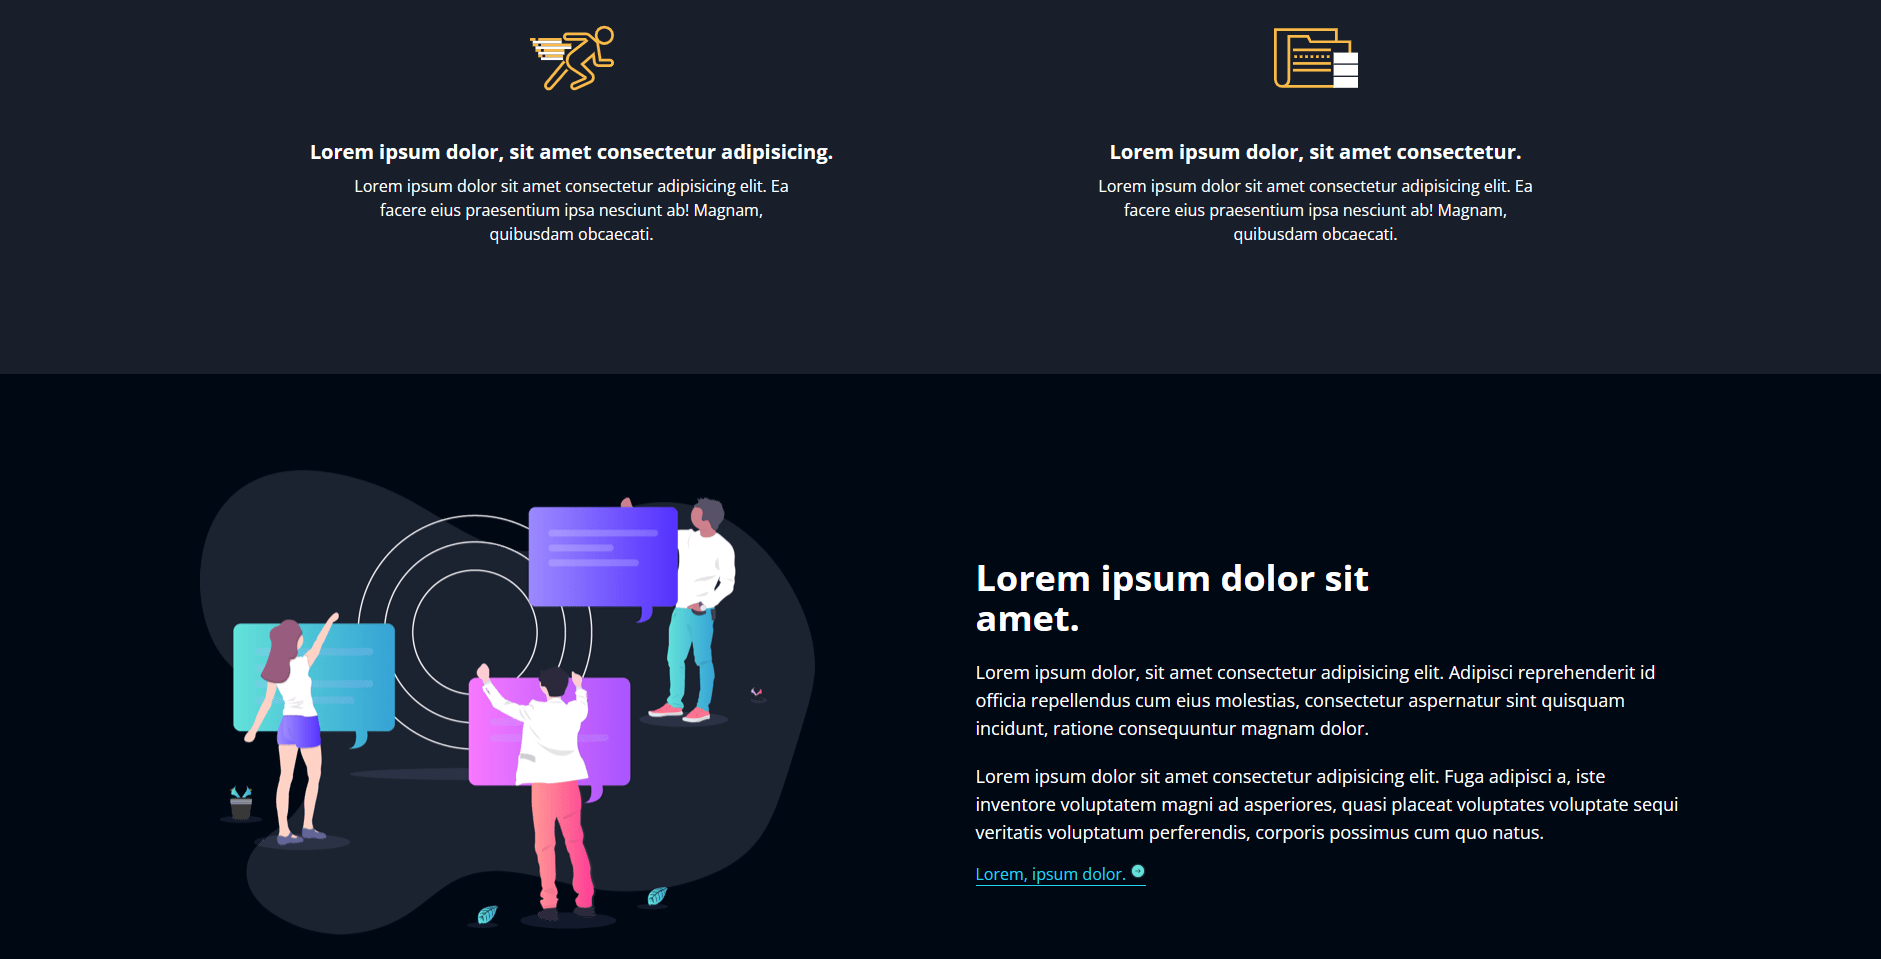 Lorem ipsum dolor, sit amet consectetur adipisicing.
Lorem ipsum dolor sit amet consectetur adipisicing elit. Ea
facere eius praesentium ipsa nesciunt ab! Magnam,
quibusdam obcaecati.
Lorem ipsum dolor, sit amet consectetur.
Lorem ipsum dolor sit amet consectetur adipisicing elit. Ea
facere eius praesentium ipsa nesciunt ab! Magnam,
quibusdam obcaecati.
Lorem ipsum dolor sit
amet.
Lorem ipsum dolor, sit amet consectetur adipisicing elit. Adipisci reprehenderit id
officia repellendus cum eius molestias, consectetur aspernatur sint quisquam
incidunt, ratione consequuntur magnam dolor.
Lorem ipsum dolor sit amet consectetur adipisicing elit. Fuga adipisci a, iste
inventore voluptatem magni ad asperiores, quasi placeat voluptates voluptate sequi
veritatis voluptatum perferendis, corporis possimus cum quo natus.
Lorem, ipsum dolor.